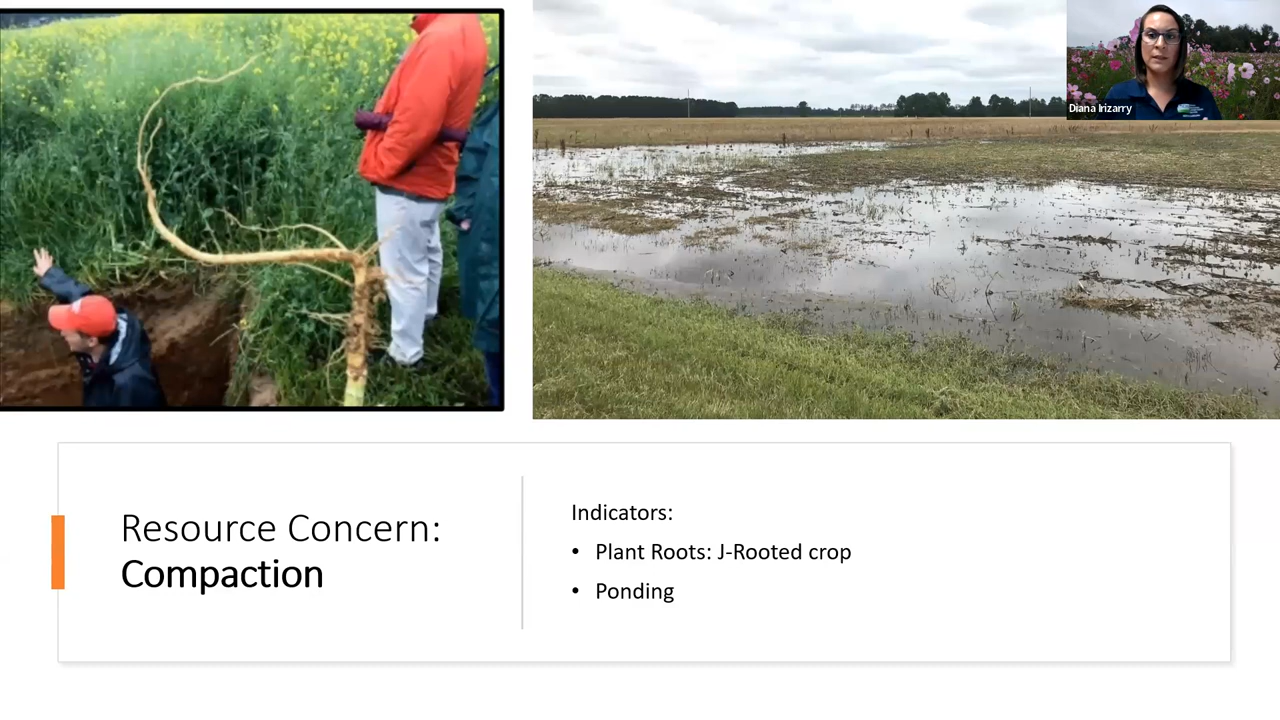 Diana Irizarry
Resource Concern:
Compaction
Indicators:
• Plant Roots: J-Rooted crop
• Ponding